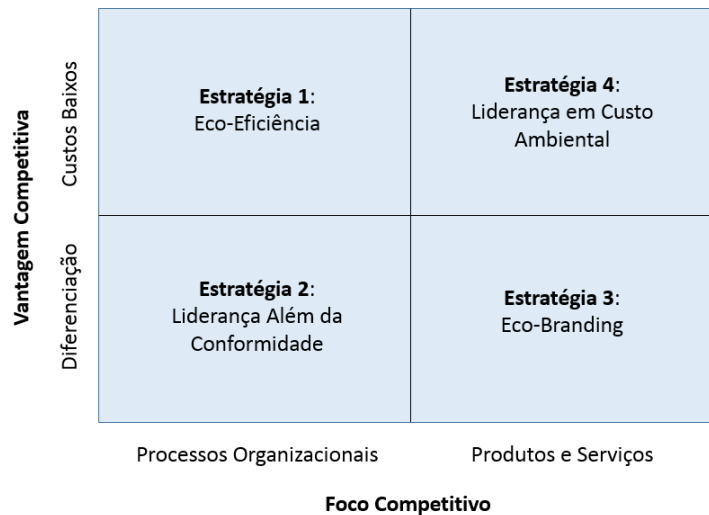 Vantagem Competitiva
Custos Baixos
Diferenciação
Estratégia 1:
Eco-Eficiência
Estratégia 4:
Liderança em Custo
Ambiental
Estratégia 2:
Liderança Além da
Conformidade
Estratégia 3:
Eco-Branding
Processos Organizacionais
Produtos e Serviços
Foco Competitivo